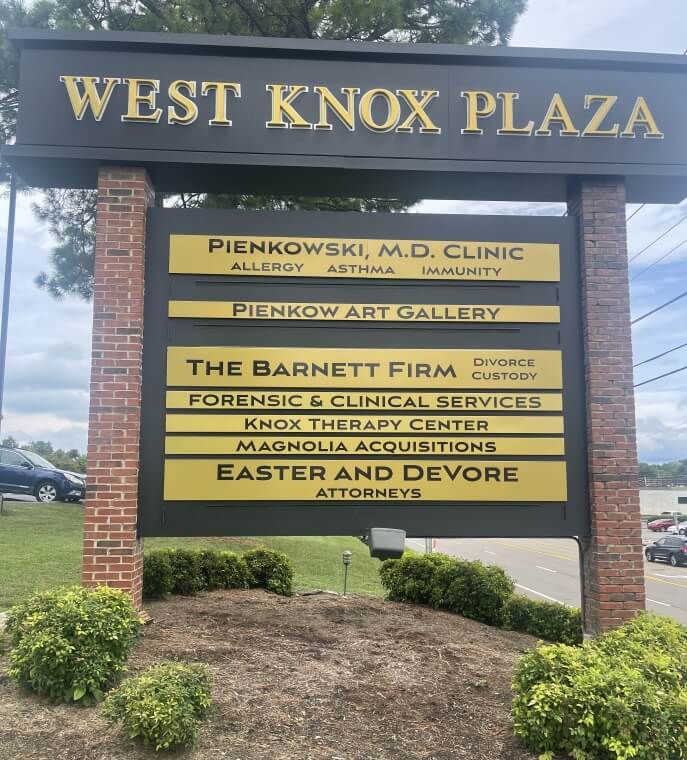 WEST KNOX PLAZA
PIENKOWSKI, M.D. CLINIC
ALLERGY ASTHMA IMMUNITY
PIENKOW ART GALLERY
THE BARNETT FIRM DIVORCE CUSTODY
FORENSIC & CLINICAL SERVICES
KNOX THERAPY CENTER
MAGNOLIA ACQUISITIONS
EASTER AND DEVORE
ATTORNEYS